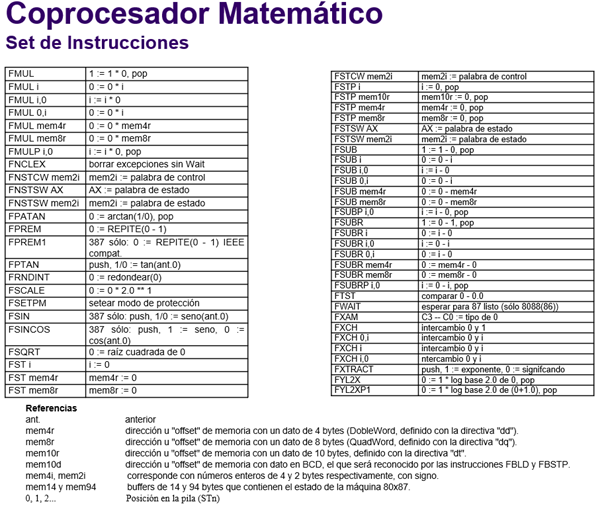 Coprocesador Matemático
Set de Instrucciones
FMUL 1 := 1 * 0, pop
FMUL i 0 := 0 * i
FMUL i,0 i := i * 0
FMUL 0,i 0 := 0 * i
FMUL mem4r 0 := 0 * mem4r
FMUL mem8r 0 := 0 * mem8r
FMULP i,0 i := i * 0, pop
FNCLEX borrar excepciones sin Wait
FNSTCW mem2i mem2i := palabra de control
FNSTSW AX AX := palabra de estado
FNSTSW mem2i mem2i := palabra de estado
FPATAN 0 := arctan(1/0), pop
FPREM 0 := REPITE(0 - 1)
FPREM1 387 sólo: 0 := REPITE(0 - 1) IEEE
compat.
FPTAN push, 1/0 := tan(ant.0)
FRNDINT 0 := redondear(0)
FSCALE 0 := 0 * 2.0 ** 1
FSETPM setear modo de protección
FSIN 387 sólo: push, 1/0 := seno(ant.0)
FSINCOS 387 sólo: push, 1 := seno, 0 :=
cos(ant.0)
FSQRT 0 := raíz cuadrada de 0
FST i i := 0
FST mem4r mem4r := 0
FST mem8r mem8r := 0
FSTCW mem2i mem2i := palabra de control
FSTP i i := 0, pop
FSTP mem10r mem10r := 0, pop
FSTP mem4r mem4r := 0, pop
FSTP mem8r mem8r := 0, pop
FSTSW AX AX := palabra de estado
FSTSW mem2i mem2i := palabra de estado
FSUB 1 := 1 - 0, pop
FSUB i 0 := 0 - i
FSUB i,0 i := i - 0
FSUB 0,i 0 := 0 - i
FSUB mem4r 0 := 0 - mem4r
FSUB mem8r 0 := 0 - mem8r
FSUBP i,0 i := i - 0, pop
FSUBR 1 := 0 - 1, pop
FSUBR i 0 := i - 0
FSUBR i,0 i := 0 - i
FSUBR 0,i 0 := i - 0
FSUBR mem4r 0 := mem4r - 0
FSUBR mem8r 0 := mem8r - 0
FSUBRP i,0 i := 0 - i, pop
FTST comparar 0 - 0.0
FWAIT esperar para 87 listo (sólo 8088(86))
FXAM C3 -- C0 := tipo de 0
FXCH intercambio 0 y 1
FXCH 0,i intercambio 0 y i
FXCH i intercambio 0 y i
FXCH i,0 ntercambio 0 y i
FXTRACT push, 1 := exponente, 0 := signifcando
FYL2X 0 := 1 * log base 2.0 de 0, pop
FYL2XP1 0 := 1 * log base 2.0 de (0+1.0), pop
Referencias
ant. anterior
mem4r dirección u "offset" de memoria con un dato de 4 bytes (DobleWord, definido con la directiva "dd").
mem8r dirección u "offset" de memoria con un dato de 8 bytes (QuadWord, definido con la directiva "dq").
mem10r dirección u "offset" de memoria con un dato de 10 bytes, definido con la directiva "dt".
mem10d dirección u "offset" de memoria con dato en BCD, el que será reconocido por las instrucciones FBLD y FBSTP.
mem4i, mem2i corresponde con números enteros de 4 y 2 bytes respectivamente, con signo.
mem14 y mem94 buffers de 14 y 94 bytes que contienen el estado de la máquina 80x87.
0, 1, 2... Posición en la pila (STn)